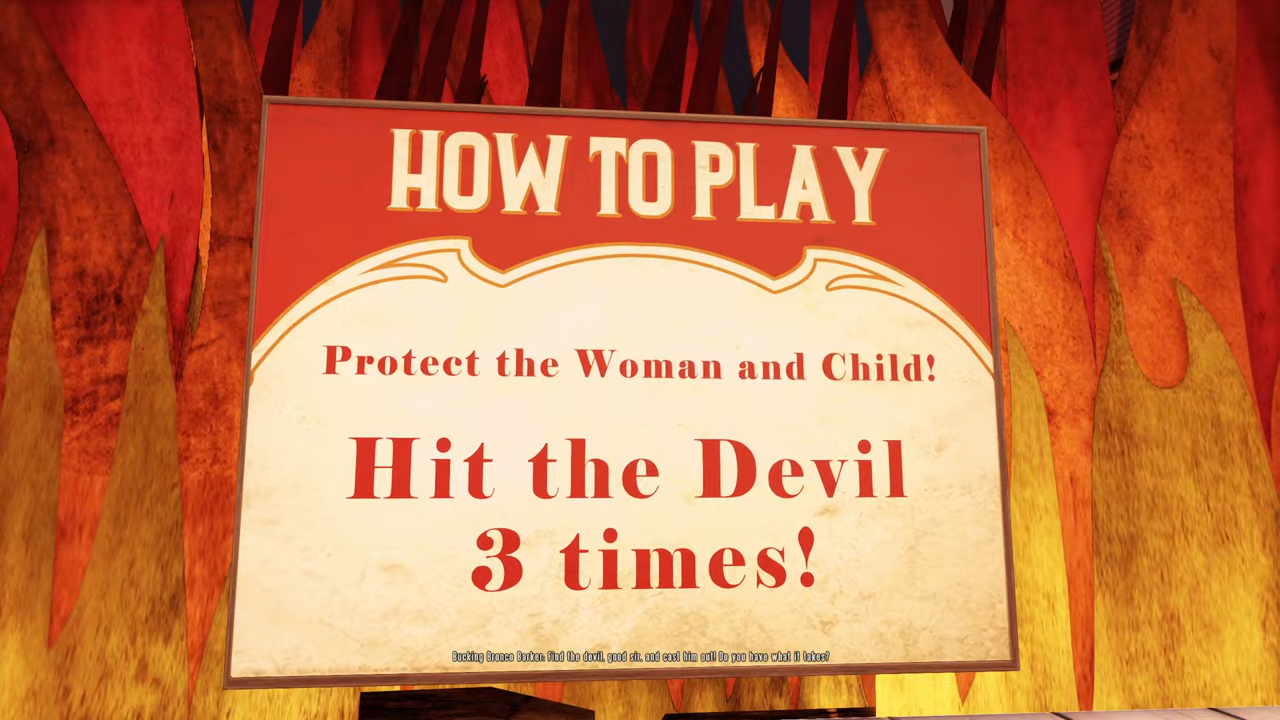 HOW TO PLAY
Protect the Woman and Child!
Hit the Devil
3 times!
Bucking Bronco Barker: Find the devil, good sir, and cast him out! Do you have what it takes?